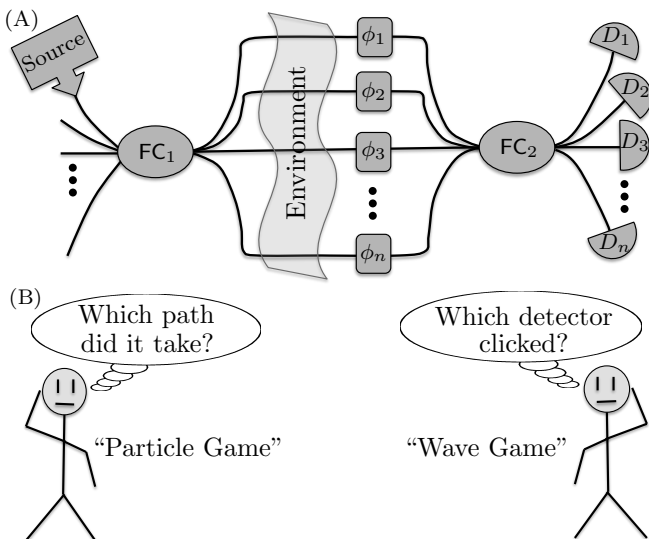 (A)
Source
FC₁
Environment
ϕ₁
ϕ₂
ϕ₃
ϕₙ
FC₂
D₁
D₂
D₃
Dₙ
(B)
Which path
did it take?
“Particle Game”
Which detector
clicked?
“Wave Game”